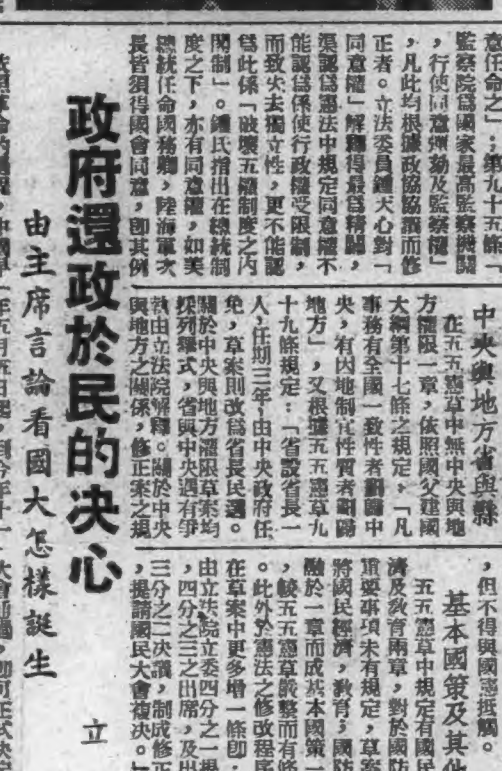 意任命之」，第九十五條「
監察院爲國家最高監察機關
，行使同意彈劾及監察權」
，凡此均根據政協協議而修
正者。立法委員鍾天心對「
同意權」解釋得最爲精闢，
渠認爲憲法中規定同意權不
能認爲係使行政權受限制，
而致失去獨立性，更不能認
爲此係「破壞五權制度之內
閣制」。鍾氏指出在總統制
度之下，亦有同意權，如美
總統任命國務卿，陸海軍次
長皆須得國會同意，卽其例
中央與地方省與縣
在五五憲草中無中央與地
方權限一章，依照國父建國
大綱第十七條之規定，「凡
事務有全國一致性者劃歸中
央，有因地制宜性質者劃歸
地方」，又根據五五憲草九
十九條規定：「省設省長一
人，任期三年，由中央政府任
免，草案則改爲省長民選。
關於中央與地方權限草案均
採列舉式，省與中央遇有爭
執由立法院解釋。關於中央
與地方之關係，修正案之規
，但不得與國憲抵觸。
基本國策及其
五五憲草中規定有國民
濟及敎育兩章，對於國防
重要事項未有規定，草案
將國民經濟，敎育，國防
融於一章而成基本國策一
，較五五憲草嚴整而有條
。此外於憲法之修改程序
在草案中更多增一條卽，
由立法院立委四分之一提
，四分之三之出席，及出
三分之二決議，制成修正
，提請國民大會複決。
政府還政於民的决心
由主席言論看國大怎樣誕生
立